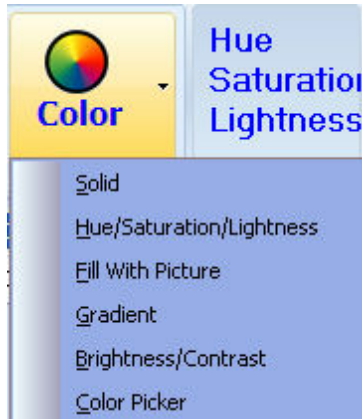 Color
Hue
Saturation
Lightness
Solid
Hue/Saturation/Lightness
Fill With Picture
Gradient
Brightness/Contrast
Color Picker